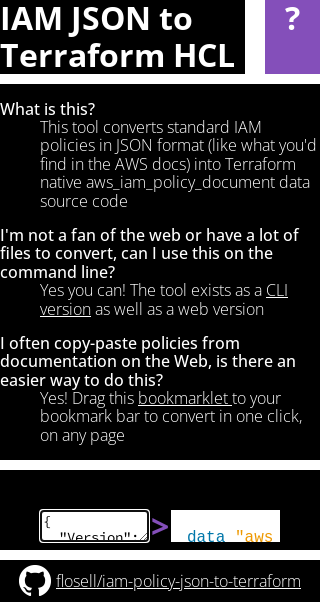 IAM JSON to
Terraform HCL
?
What is this?
This tool converts standard IAM
policies in JSON format (like what you'd
find in the AWS docs) into Terraform
native aws_iam_policy_document data
source code
I'm not a fan of the web or have a lot of
files to convert, can I use this on the
command line?
Yes you can! The tool exists as a CLI
version as well as a web version
I often copy-paste policies from
documentation on the Web, is there an
easier way to do this?
Yes! Drag this bookmarklet to your
bookmark bar to convert in one click,
on any page
{
"Version":
>
data "aws
flosell/iam-policy-json-to-terraform